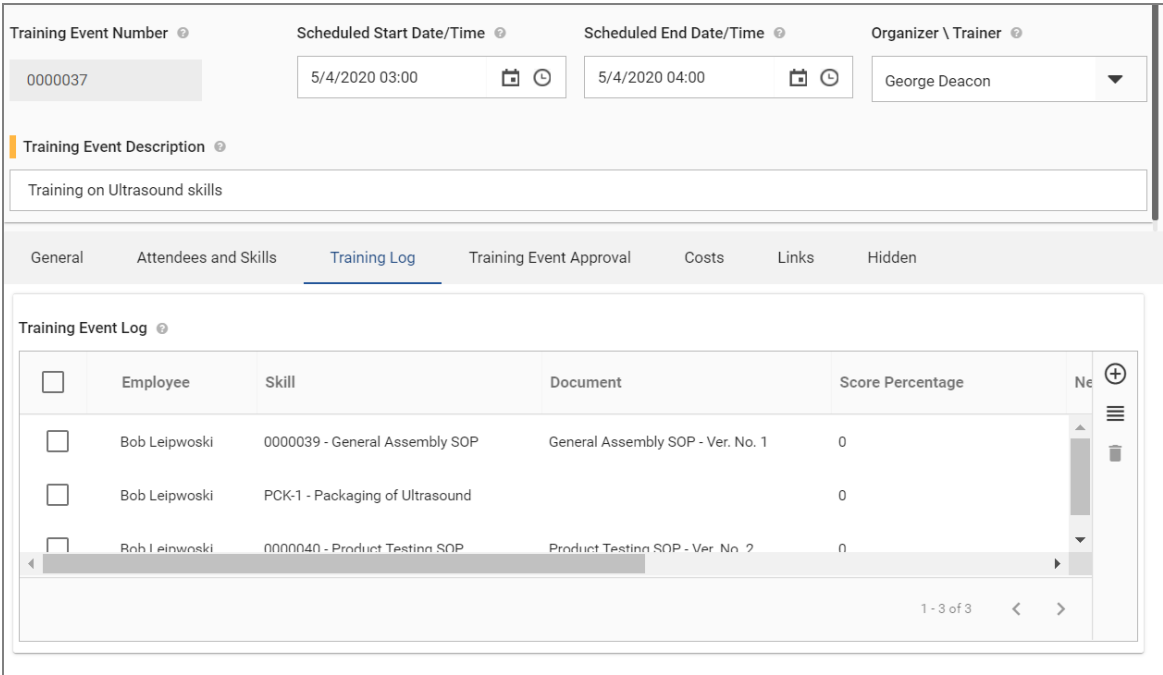 Training Event Number
Scheduled Start Date/Time
Scheduled End Date/Time
Organizer \ Trainer
0000037
5/4/2020 03:00
5/4/2020 04:00
George Deacon
Training Event Description
Training on Ultrasound skills
General Attendees and Skills Training Log Training Event Approval Costs Links Hidden
Training Event Log
Employee Skill Document Score Percentage Ne
Bob Leipwoski 0000039 - General Assembly SOP General Assembly SOP - Ver. No. 1 0
Bob Leipwoski PCK-1 - Packaging of Ultrasound 0
Bob Leipwoski 0000040 - Product Testing SOP Product Testing SOP - Ver. No. 2 0
1 - 3 of 3